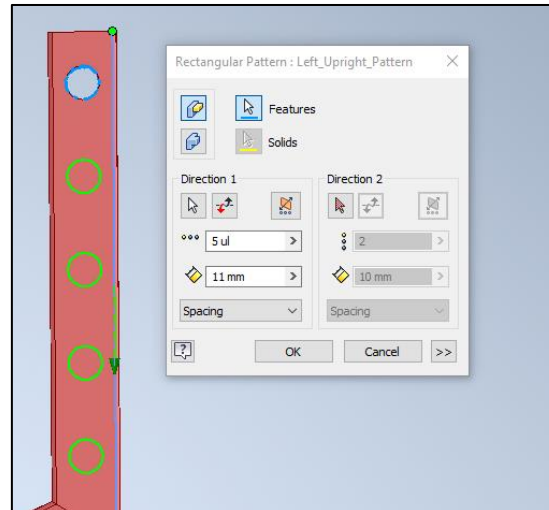 Rectangular Pattern : Left_Upright_Pattern
Features
Solids
Direction 1
Direction 2
5 ul
2
11 mm
10 mm
Spacing
Spacing
OK
Cancel
>>